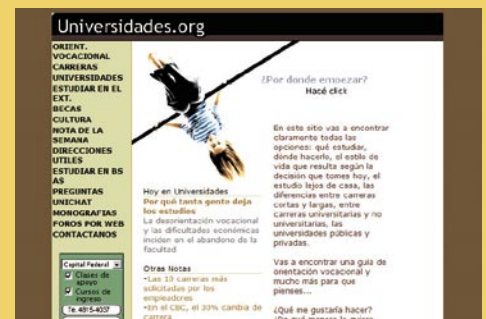 Universidades.org
ORIENT.
VOCACIONAL
CARRERAS
UNIVERSIDADES
ESTUDIAR EN EL
EXT.
BECAS
CULTURA
NOTA DE LA
SEMANA
DIRECCIONES
UTILES
ESTUDIAR EN BS
AS
PREGUNTAS
UNICHAT
MONOGRAFIAS
FOROS POR WEB
CONTACTANOS
Capital Federal
Clases de
apoyo
Cursos de
ingreso
Te. 4815-4037
¿Por donde empezar?
Hacé click
En este sitio vas a encontrar
claramente todas las
opciones: qué estudiar,
dónde hacerlo, el estilo de
vida que resulta según la
decisión que tomes hoy, el
estudio lejos de casa, las
diferencias entre carreras
cortas y largas, entre
carreras universitarias y no
universitarias, las
universidades públicas y
privadas.
Vas a encontrar una guía de
orientación vocacional y
mucho más para que
pienses...
¿Qué me gustaría hacer?
Hoy en Universidades
Por qué tanta gente deja
los estudios
La desorientación vocacional
y las dificultades económicas
inciden en el abandono de la
facultad
Otras Notas
•Las 10 carreras más
solicitadas por los
empleadores
•En el CBC, el 33% cambia de
carrera